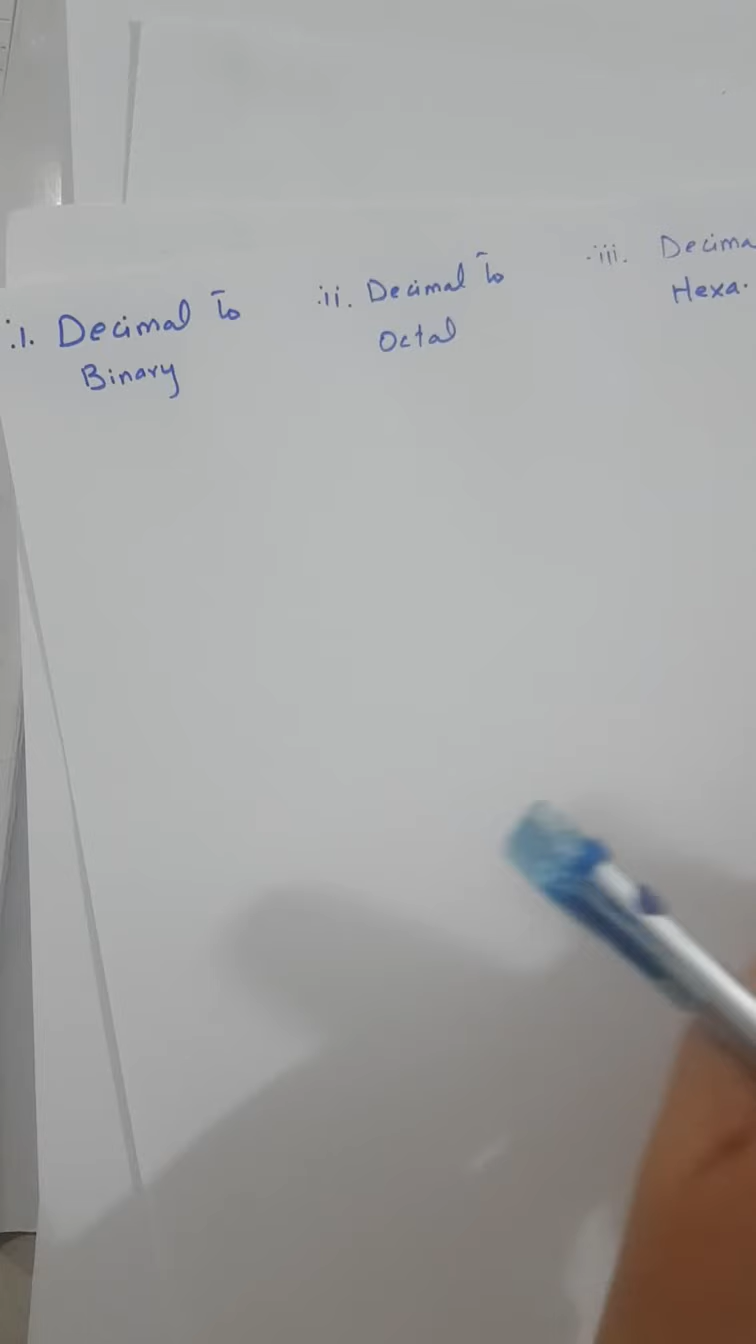 i. Decimal To
Binary
ii. Decimal To
Octal
iii. Decima
Hexa.